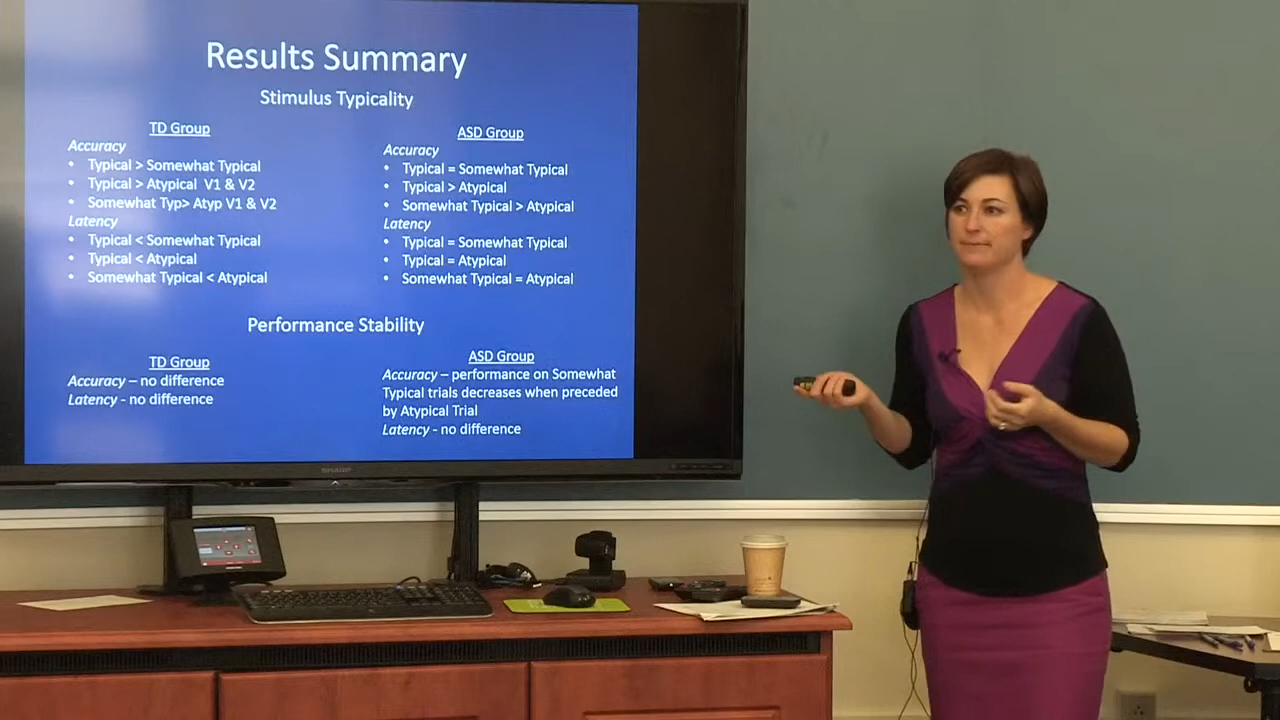 Results Summary
Stimulus Typicality
TD Group
Accuracy
• Typical > Somewhat Typical
• Typical > Atypical V1 & V2
• Somewhat Typ> Atyp V1 & V2
Latency
• Typical < Somewhat Typical
• Typical < Atypical
• Somewhat Typical < Atypical
ASD Group
Accuracy
• Typical = Somewhat Typical
• Typical > Atypical
• Somewhat Typical > Atypical
Latency
• Typical = Somewhat Typical
• Typical = Atypical
• Somewhat Typical = Atypical
Performance Stability
TD Group
Accuracy – no difference
Latency - no difference
ASD Group
Accuracy – performance on Somewhat
Typical trials decreases when preceded
by Atypical Trial
Latency - no difference
SHARP